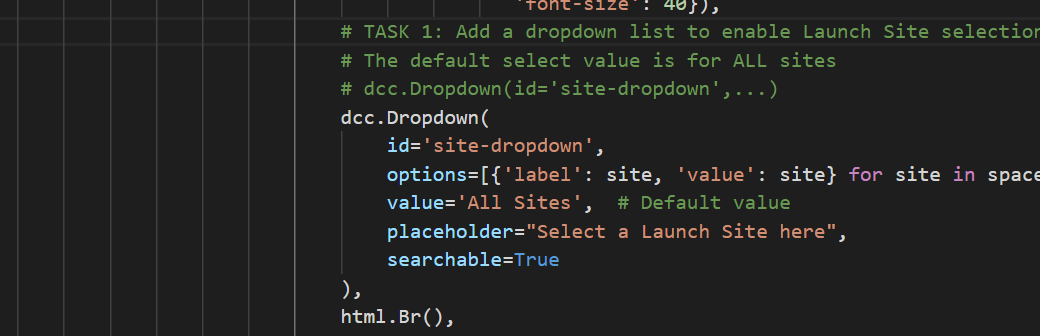 'font-size': 40}),
# TASK 1: Add a dropdown list to enable Launch Site selection
# The default select value is for ALL sites
# dcc.Dropdown(id='site-dropdown',...)
dcc.Dropdown(
id='site-dropdown',
options=[{'label': site, 'value': site} for site in space
value='All Sites',  # Default value
placeholder="Select a Launch Site here",
searchable=True
),
html.Br(),